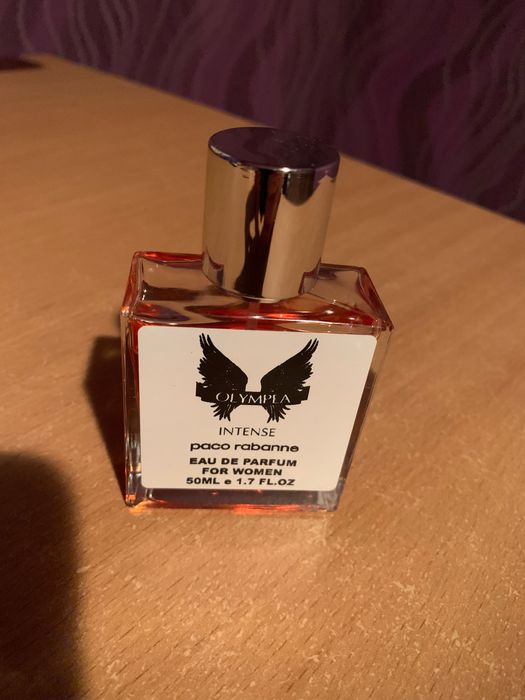 OLYMPEA
INTENSE
paco rabanne
EAU DE PARFUM
FOR WOMEN
50ML e 1.7 FL.OZ